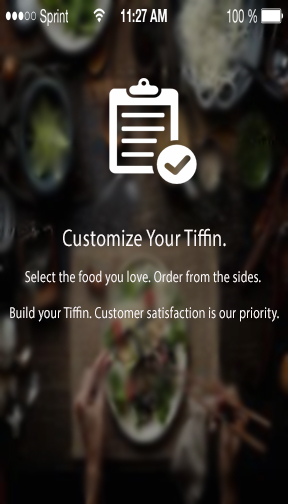 Sprint 11:27 AM 100 %
Customize Your Tiffin.
Select the food you love. Order from the sides.
Build your Tiffin. Customer satisfaction is our priority.